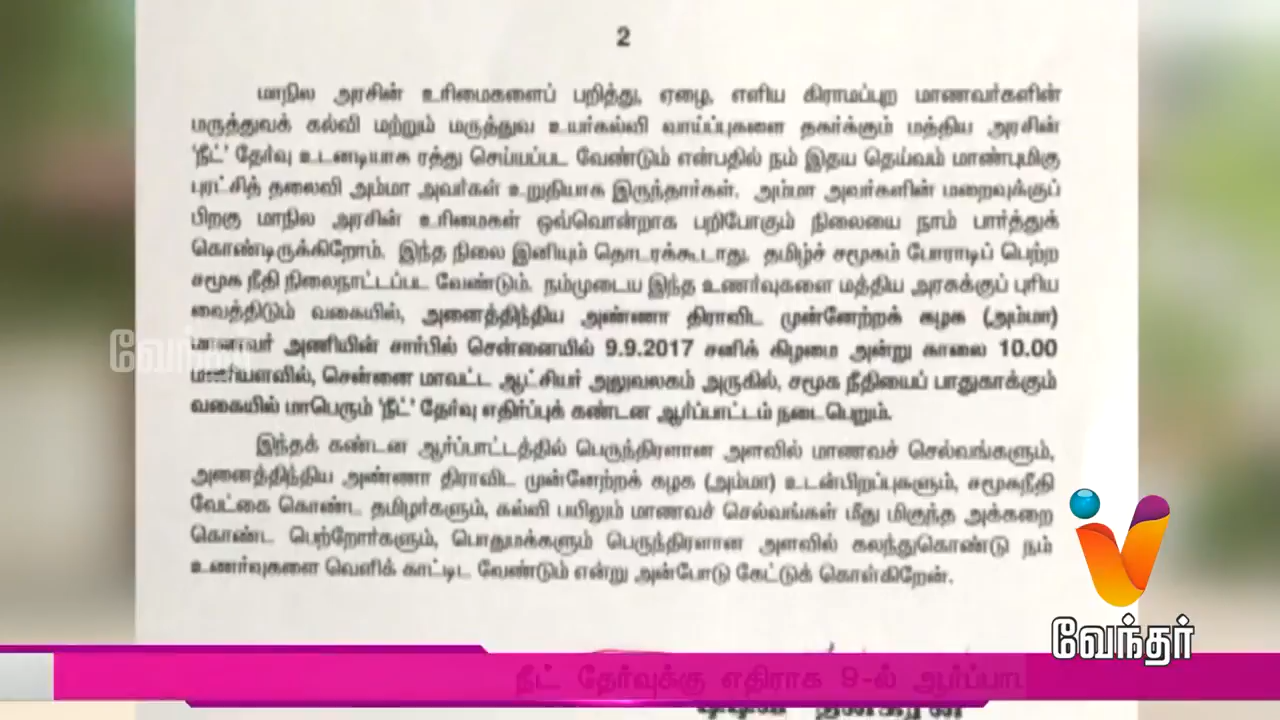 2
மாநில அரசின் உரிமைகளைப் பறித்து, ஏழை, எளிய கிராமப்புற மாணவர்களின்
மருத்துவக் கல்வி மற்றும் மருத்துவ உயர்கல்வி வாய்ப்புகளை தகர்க்கும் மத்திய அரசின்
'நீட்' தேர்வு உடனடியாக ரத்து செய்யப்பட வேண்டும் என்பதில் நம் இதய தெய்வம் மாண்புமிகு
புரட்சித் தலைவி அம்மா அவர்கள் உறுதியாக இருந்தார்கள். அம்மா அவர்களின் மறைவுக்குப்
பிறகு மாநில அரசின் உரிமைகள் ஒவ்வொன்றாக பறிபோகும் நிலையை நாம் பார்த்துக்
கொண்டிருக்கிறோம். இந்த நிலை இனியும் தொடரக்கூடாது. தமிழ்ச் சமூகம் போராடிப் பெற்ற
சமூக நீதி நிலைநாட்டப்பட வேண்டும். நம்முடைய இந்த உணர்வுகளை மத்திய அரசுக்குப் புரிய
வைத்திடும் வகையில், அனைத்திந்திய அண்ணா திராவிட முன்னேற்றக் கழக (அம்மா)
மாணவர் அணியின் சார்பில் சென்னையில் 9.9.2017 சனிக் கிழமை அன்று காலை 10.00
மணியளவில், சென்னை மாவட்ட ஆட்சியர் அலுவலகம் அருகில், சமூக நீதியைப் பாதுகாக்கும்
வகையில் மாபெரும் 'நீட்' தேர்வு எதிர்ப்புக் கண்டன ஆர்ப்பாட்டம் நடைபெறும்.
இந்தக் கண்டன ஆர்ப்பாட்டத்தில் பெருந்திரளான அளவில் மாணவச் செல்வங்களும்,
அனைத்திந்திய அண்ணா திராவிட முன்னேற்றக் கழக (அம்மா) உடன்பிறப்புகளும், சமூகநீதி
வேட்கை கொண்ட தமிழர்களும், கல்வி பயிலும் மாணவச் செல்வங்கள் மீது மிகுந்த அக்கறை
கொண்ட பெற்றோர்களும், பொதுமக்களும் பெருந்திரளான அளவில் கலந்துகொண்டு நம்
உணர்வுகளை வெளிக் காட்டிட வேண்டும் என்று அன்போடு கேட்டுக் கொள்கிறேன்.
வேந்தர்
வேந்தர்
நீட் தேர்வுக்கு எதிராக 9-ல்